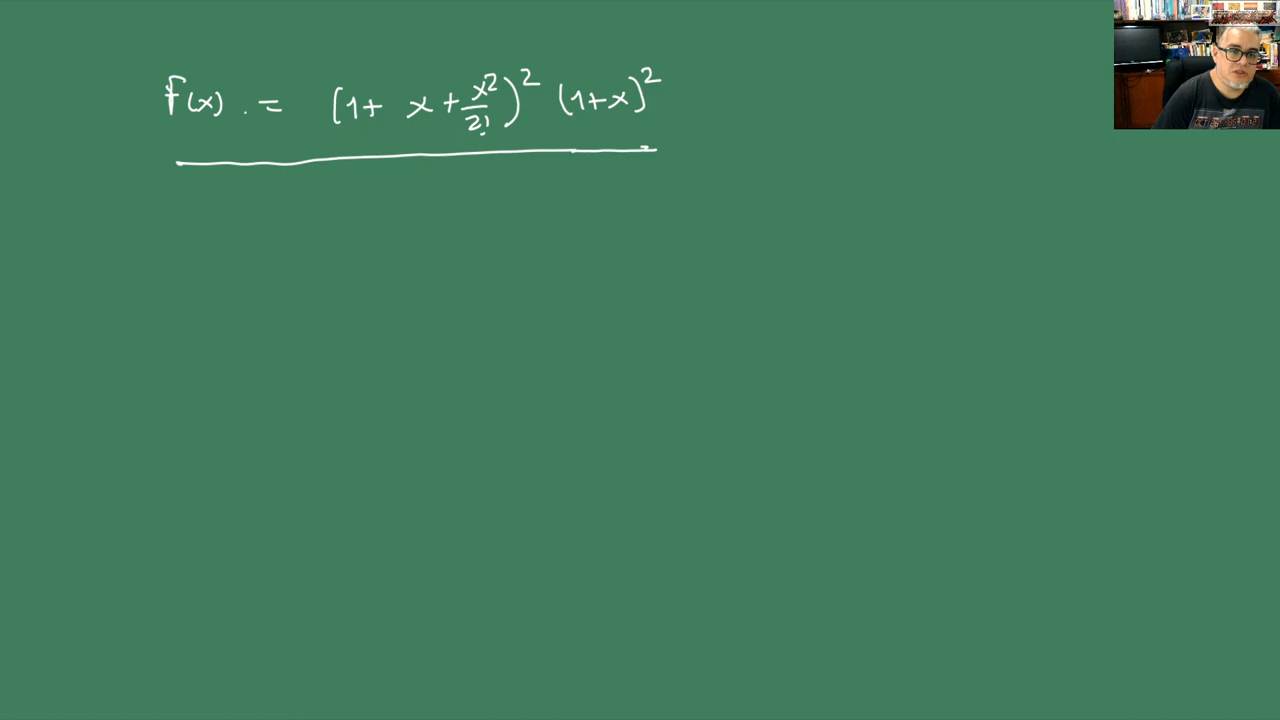 F(x) . = (1 + x + x²/2!)² (1+x)²